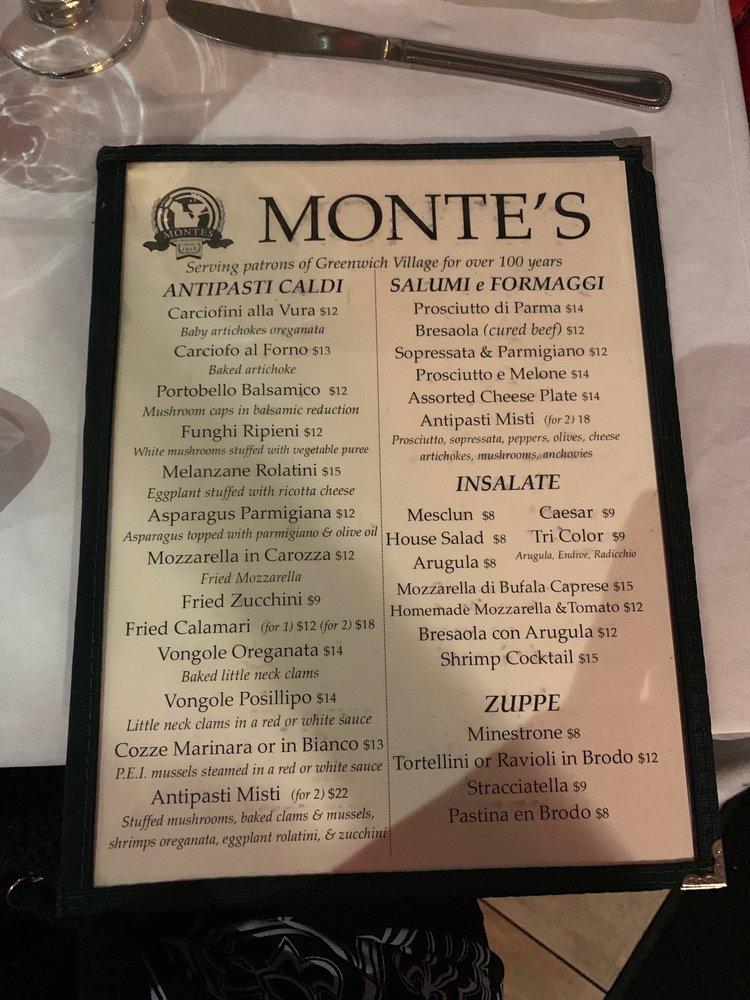 MONTE'S
MONTE'S
Serving patrons of Greenwich Village for over 100 years
ANTIPASTI CALDI
Carciofini alla Vura $12
Baby artichokes oreganata
Carciofo al Forno $13
Baked artichoke
Portobello Balsamico $12
Mushroom caps in balsamic reduction
Funghi Ripieni $12
White mushrooms stuffed with vegetable puree
Melanzane Rolatini $15
Eggplant stuffed with ricotta cheese
Asparagus Parmigiana $12
Asparagus topped with parmigiano & olive oil
Mozzarella in Carozza $12
Fried Mozzarella
Fried Zucchini $9
Fried Calamari (for 1) $12 (for 2) $18
Vongole Oreganata $14
Baked little neck clams
Vongole Posillipo $14
Little neck clams in a red or white sauce
Cozze Marinara or in Bianco $13
P.E.I. mussels steamed in a red or white sauce
Antipasti Misti (for 2) $22
Stuffed mushrooms, baked clams & mussels,
shrimps oreganata, eggplant rolatini, & zucchini
SALUMI e FORMAGGI
Prosciutto di Parma $14
Bresaola (cured beef) $12
Sopressata & Parmigiano $12
Prosciutto e Melone $14
Assorted Cheese Plate $14
Antipasti Misti (for 2) 18
Prosciutto, sopressata, peppers, olives, cheese
artichokes, mushrooms, anchovies
INSALATE
Mesclun $8 Caesar $9
House Salad $8 Tri Color $9
Arugula $8 Arugula, Endive, Radicchio
Mozzarella di Bufala Caprese $15
Homemade Mozzarella &Tomato $12
Bresaola con Arugula $12
Shrimp Cocktail $15
ZUPPE
Minestrone $8
Tortellini or Ravioli in Brodo $12
Stracciatella $9
Pastina en Brodo $8